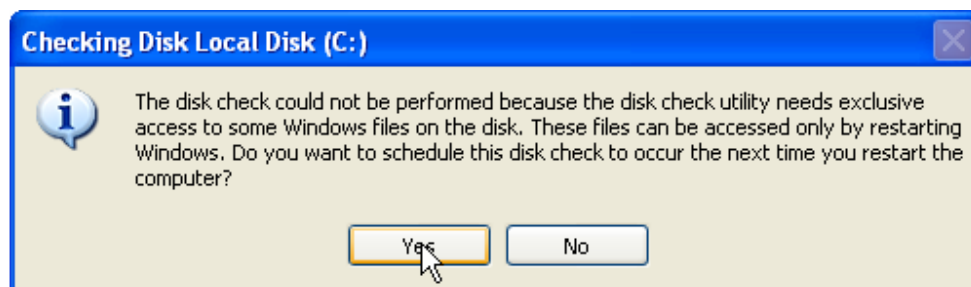 Checking Disk Local Disk (C:)
The disk check could not be performed because the disk check utility needs exclusive
access to some Windows files on the disk. These files can be accessed only by restarting
Windows. Do you want to schedule this disk check to occur the next time you restart the
computer?
Yes No